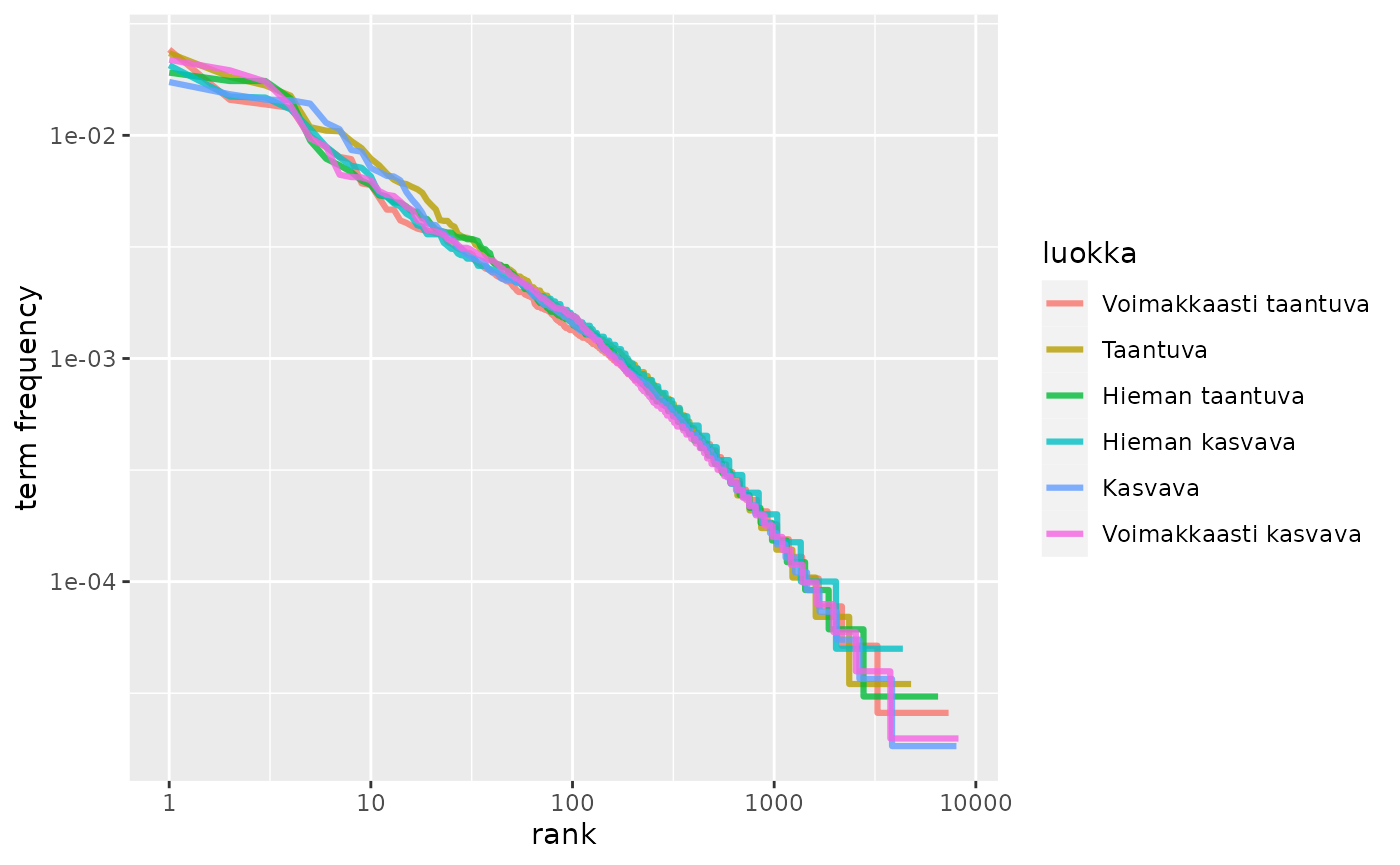 term frequency
1e-02
1e-03
1e-04
1
10
100
1000
10000
rank
luokka
Voimakkaasti taantuva
Taantuva
Hieman taantuva
Hieman kasvava
Kasvava
Voimakkaasti kasvava